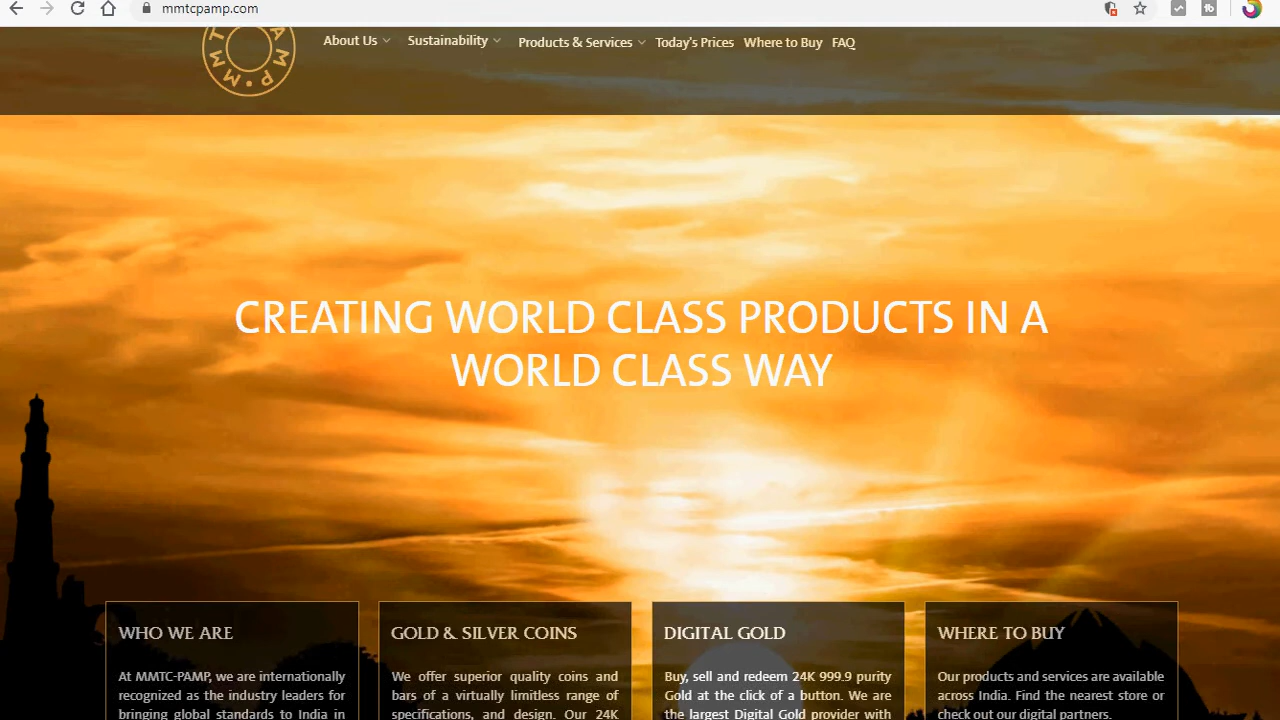 mmtcpamp.com
MMT AMP • MM
About Us
Sustainability
Products & Services
Today's Prices
Where to Buy
FAQ
CREATING WORLD CLASS PRODUCTS IN A
WORLD CLASS WAY
WHO WE ARE
At MMTC-PAMP, we are internationally
recognized as the industry leaders for
bringing global standards to India in
GOLD & SILVER COINS
We offer superior quality coins and
bars of a virtually limitless range of
specifications, and design. Our 24K
DIGITAL GOLD
Buy, sell and redeem 24K 999.9 purity
Gold at the click of a button. We are
the largest Digital Gold provider with
WHERE TO BUY
Our products and services are available
across India. Find the nearest store or
check out our digital partners.